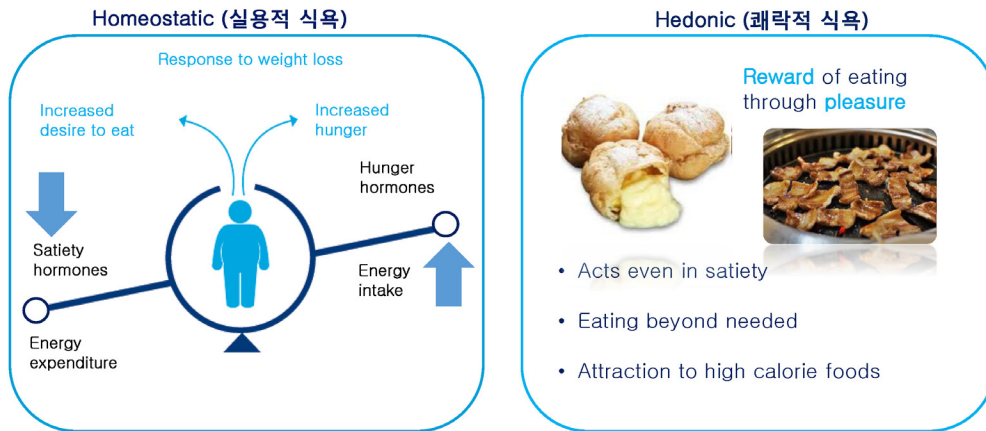 Homeostatic (실용적 식욕)
Response to weight loss
Increased
desire to eat
Increased
hunger
Hunger
hormones
Satiety
hormones
Energy
intake
Energy
expenditure
Hedonic (쾌락적 식욕)
Reward of eating
through pleasure
• Acts even in satiety
• Eating beyond needed
• Attraction to high calorie foods